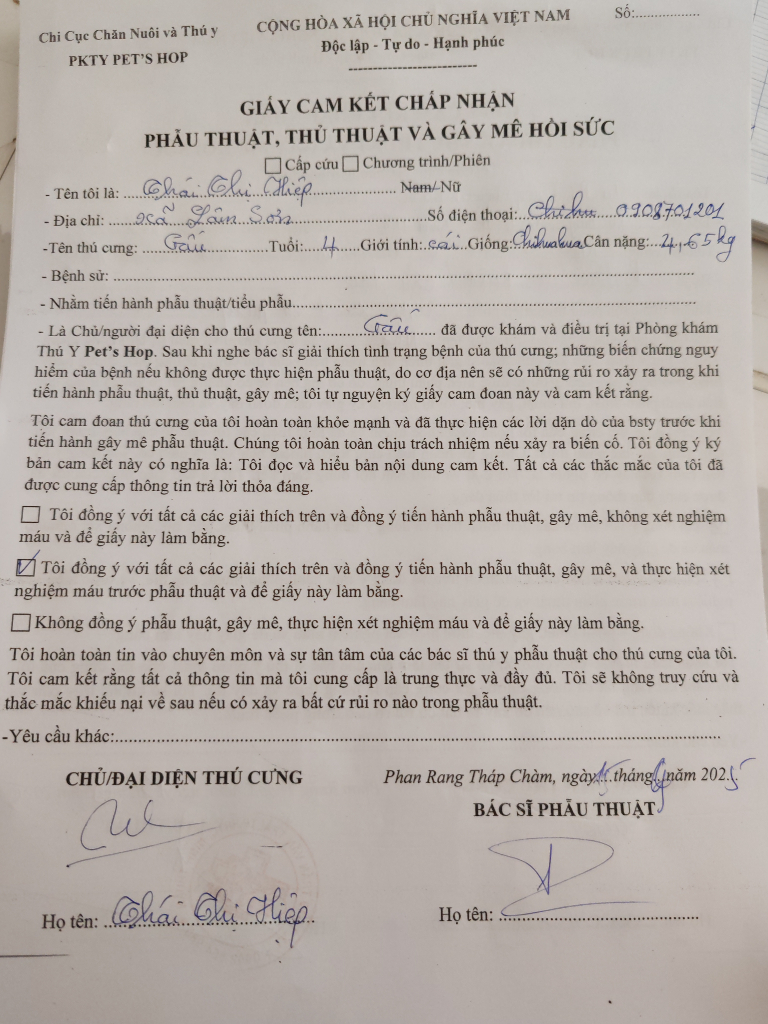 Chi Cục Chăn Nuôi và Thú y
PKTY PET'S HOP
CỘNG HÒA XÃ HỘI CHỦ NGHĨA VIỆT NAM
Độc lập - Tự do - Hạnh phúc
Số:.................
GIẤY CAM KẾT CHẤP NHẬN
PHẪU THUẬT, THỦ THUẬT VÀ GÂY MÊ HỒI SỨC
☐ Cấp cứu ☐ Chương trình/Phiên
- Tên tôi là: Thái Thị Hiệp Nam/ Nữ
- Địa chỉ: xã Lâm Sơn Số điện thoại: 0908701201
-Tên thú cưng: Gấu Tuổi: 4 Giới tính: cái Giống: Chihuahua Cân nặng: 4,65kg
- Bệnh sử:
- Nhằm tiến hành phẫu thuật/tiểu phẫu
- Là Chủ/người đại diện cho thú cưng tên: Gấu đã được khám và điều trị tại Phòng khám
Thú Y Pet's Hop. Sau khi nghe bác sĩ giải thích tình trạng bệnh của thú cưng; những biến chứng nguy
hiểm của bệnh nếu không được thực hiện phẫu thuật, do cơ địa nên sẽ có những rủi ro xảy ra trong khi
tiến hành phẫu thuật, thủ thuật, gây mê; tôi tự nguyện ký giấy cam đoan này và cam kết rằng.
Tôi cam đoan thú cưng của tôi hoàn toàn khỏe mạnh và đã thực hiện các lời dặn dò của bsty trước khi
tiến hành gây mê phẫu thuật. Chúng tôi hoàn toàn chịu trách nhiệm nếu xảy ra biến cố. Tôi đồng ý ký
bản cam kết này có nghĩa là: Tôi đọc và hiểu bản nội dung cam kết. Tất cả các thắc mắc của tôi đã
được cung cấp thông tin trả lời thỏa đáng.
☐ Tôi đồng ý với tất cả các giải thích trên và đồng ý tiến hành phẫu thuật, gây mê, không xét nghiệm
máu và để giấy này làm bằng.
☑ Tôi đồng ý với tất cả các giải thích trên và đồng ý tiến hành phẫu thuật, gây mê, và thực hiện xét
nghiệm máu trước phẫu thuật và để giấy này làm bằng.
☐ Không đồng ý phẫu thuật, gây mê, thực hiện xét nghiệm máu và để giấy này làm bằng.
Tôi hoàn toàn tin vào chuyên môn và sự tân tâm của các bác sĩ thú y phẫu thuật cho thú cưng của tôi.
Tôi cam kết rằng tất cả thông tin mà tôi cung cấp là trung thực và đầy đủ. Tôi sẽ không truy cứu và
thắc mắc khiếu nại về sau nếu có xảy ra bất cứ rủi ro nào trong phẫu thuật.
-Yêu cầu khác:
CHỦ/ĐẠI DIỆN THÚ CƯNG
Phan Rang Tháp Chàm, ngày 15 tháng năm 2025
BÁC SĨ PHẪU THUẬT
Họ tên: Thái Thị Hiệp
Họ tên: